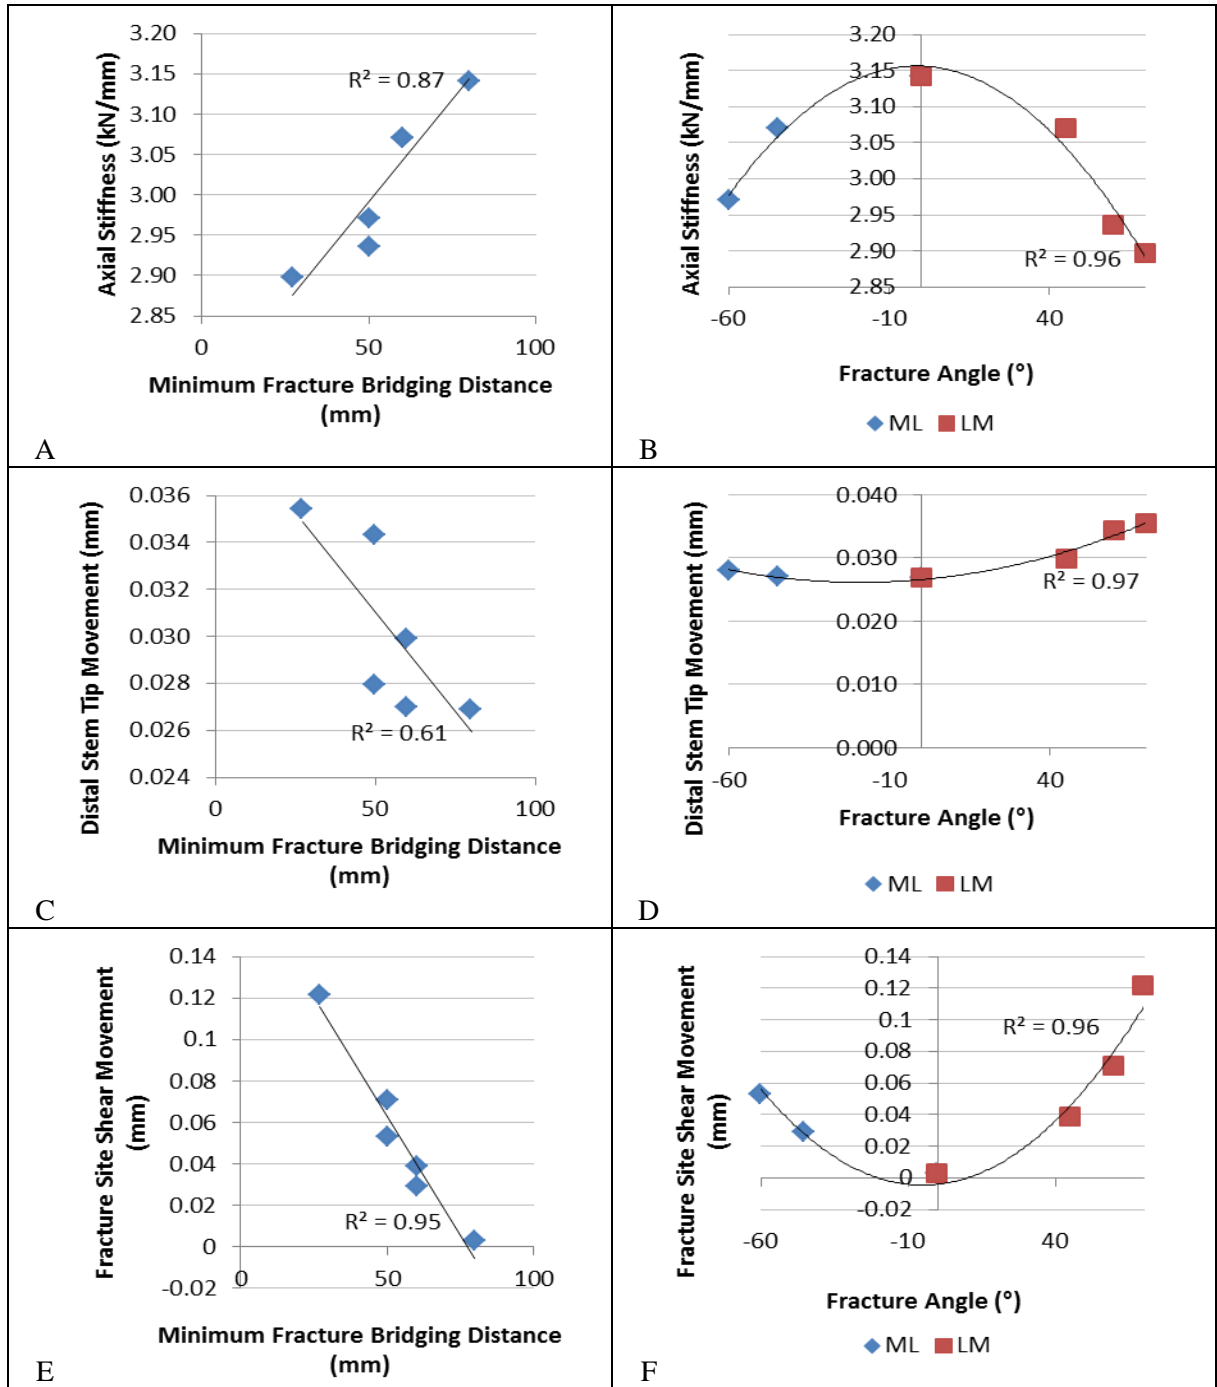 3.20
3.15
3.10
3.05
3.00
2.95
2.90
2.85
Axial Stiffness (kN/mm)
R² = 0.87
0
50
100
Minimum Fracture Bridging Distance
(mm)
A
3.20
3.15
3.10
3.05
3.00
2.95
2.90
2.85
Axial Stiffness (kN/mm)
R² = 0.96
-60
-10
40
Fracture Angle (°)
ML LM
B
0.036
0.034
0.032
0.030
0.028
0.026
0.024
Distal Stem Tip Movement (mm)
R² = 0.61
0
50
100
Minimum Fracture Bridging Distance
(mm)
C
0.040
0.030
0.020
0.010
0.000
Distal Stem Tip Movement (mm)
R² = 0.97
-60
-10
40
Fracture Angle (°)
ML LM
D
0.14
0.12
0.1
0.08
0.06
0.04
0.02
0
-0.02
Fracture Site Shear Movement
(mm)
R² = 0.95
0
50
100
Minimum Fracture Bridging Distance
(mm)
E
0.14
0.12
0.1
0.08
0.06
0.04
0.02
0
-0.02
Fracture Site Shear Movement
(mm)
R² = 0.96
-60
-10
40
Fracture Angle (°)
ML LM
F